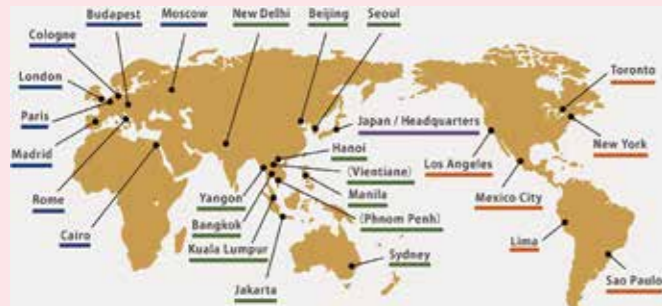 Budapest
Moscow
New Delhi
Beijing
Seoul
Cologne
London
Toronto
Paris
Japan / Headquarters
New York
Hanoi
Madrid
Los Angeles
(Vientiane)
Mexico City
Rome
Yangon
Manila
Bangkok
(Phnom Penh)
Cairo
Kuala Lumpur
Lima
Sydney
Jakarta
Sao Paulo